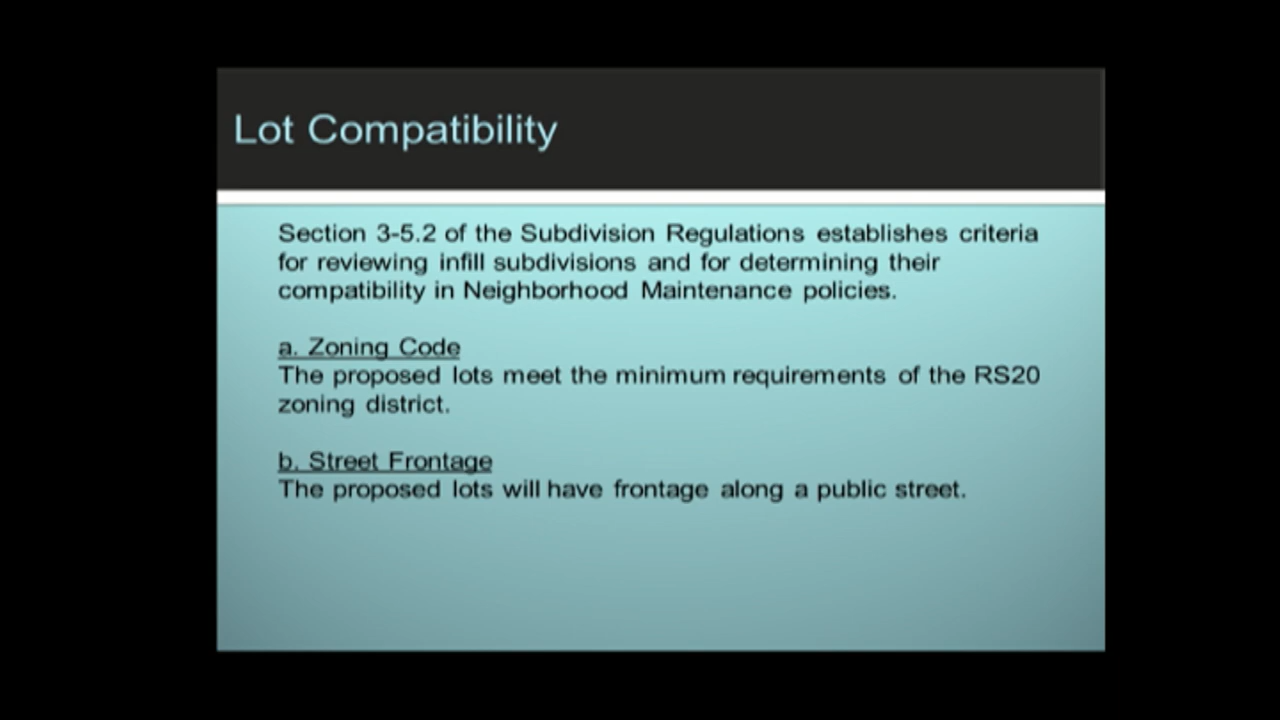 Lot Compatibility
Section 3-5.2 of the Subdivision Regulations establishes criteria
for reviewing infill subdivisions and for determining their
compatibility in Neighborhood Maintenance policies.
a. Zoning Code
The proposed lots meet the minimum requirements of the RS20
zoning district.
b. Street Frontage
The proposed lots will have frontage along a public street.